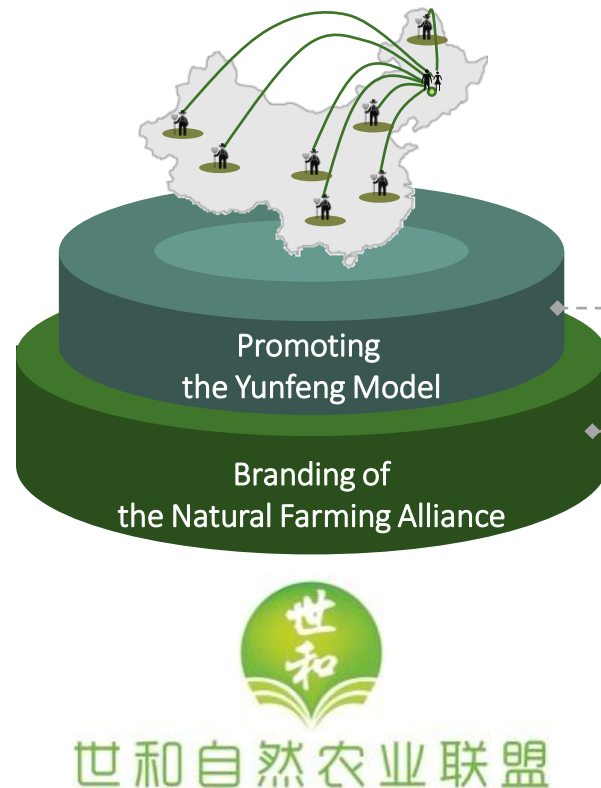 Promoting
the Yunfeng Model
Branding of
the Natural Farming Alliance
世
和
世和自然农业联盟